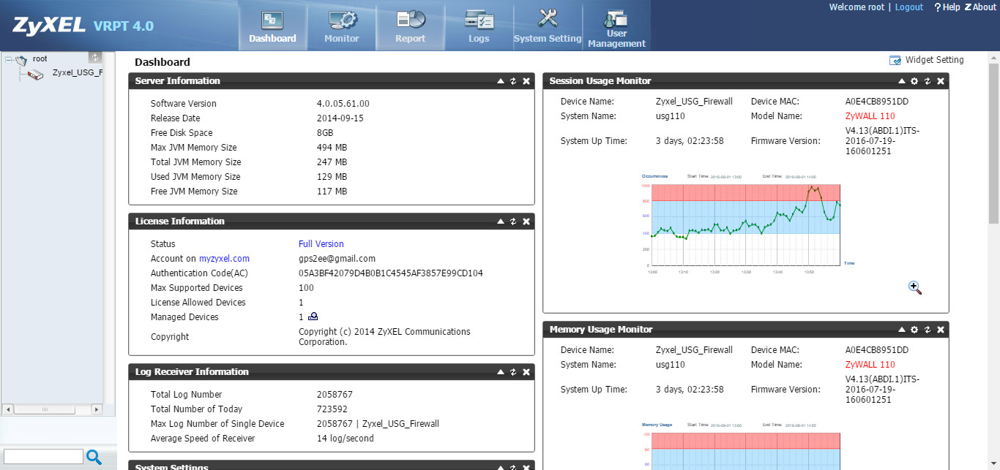 ZyXEL VRPT 4.0
Dashboard
Monitor
Report
Logs
System Setting
User Management
Welcome root | Logout ? Help Z About
root
Zyxel_USG_F
Dashboard
Widget Setting
Server Information
Software Version 4.0.05.61.00
Release Date 2014-09-15
Free Disk Space 8GB
Max JVM Memory Size 494 MB
Total JVM Memory Size 247 MB
Used JVM Memory Size 129 MB
Free JVM Memory Size 117 MB
License Information
Status Full Version
Account on myzyxel.com gps2ee@gmail.com
Authentication Code(AC) 05A3BF42079D4B0B1C4545AF3857E99CD104
Max Supported Devices 100
License Allowed Devices 1
Managed Devices 1
Copyright Copyright (c) 2014 ZyXEL Communications
Corporation.
Log Receiver Information
Total Log Number 2058767
Total Number of Today 723592
Max Log Number of Single Device 2058767 | Zyxel_USG_Firewall
Average Speed of Receiver 14 log/second
System Settings
Session Usage Monitor
Device Name: Zyxel_USG_Firewall Device MAC: A0E4CB8951DD
System Name: usg110 Model Name: ZyWALL 110
System Up Time: 3 days, 02:23:58 Firmware Version: V4.13(ABDI.1)ITS-
2016-07-19-
160601251
Occurrences Start Time: 2016-08-01 13:00 End Time: 2016-08-01 14:00
1000
800
600
400
200
0
Time
13:00 13:10 13:20 13:30 13:40 13:50
Memory Usage Monitor
Device Name: Zyxel_USG_Firewall Device MAC: A0E4CB8951DD
System Name: usg110 Model Name: ZyWALL 110
System Up Time: 3 days, 02:23:58 Firmware Version: V4.13(ABDI.1)ITS-
2016-07-19-
160601251
Memory Usage Start Time: 2016-08-01 13:00 End Time: 2016-08-01 14:00
100
80
60